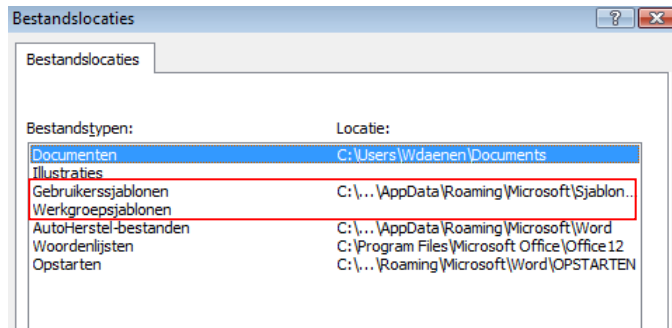 Bestandslocaties
Bestandslocaties
Bestandstypen: Locatie:
Documenten C:\Users\Wdaenen\Documents
Illustraties
Gebruikerssjablonen C:\...\AppData\Roaming\Microsoft\Sjablon...
Werkgroepsjablonen
AutoHerstel-bestanden C:\...\AppData\Roaming\Microsoft\Word
Woordenlijsten C:\Program Files\Microsoft Office\Office12
Opstarten C:\...\Roaming\Microsoft\Word\OPSTARTEN